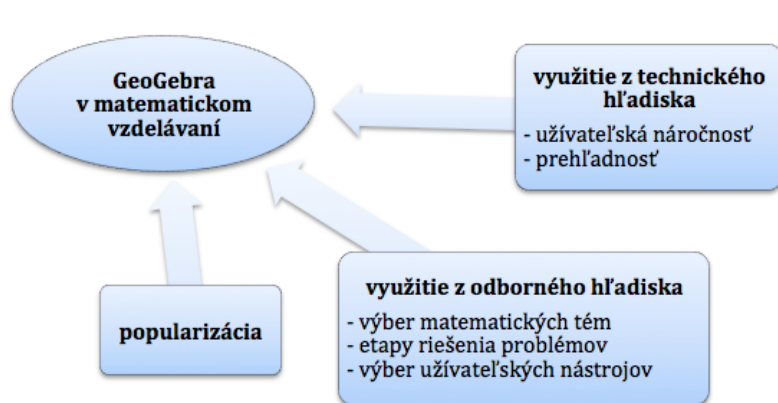 GeoGebra
v matematickom
vzdelávaní
využitie z technického
hľadiska
- užívateľská náročnosť
- prehľadnosť
využitie z odborného hľadiska
- výber matematických tém
- etapy riešenia problémov
- výber užívateľských nástrojov
popularizácia